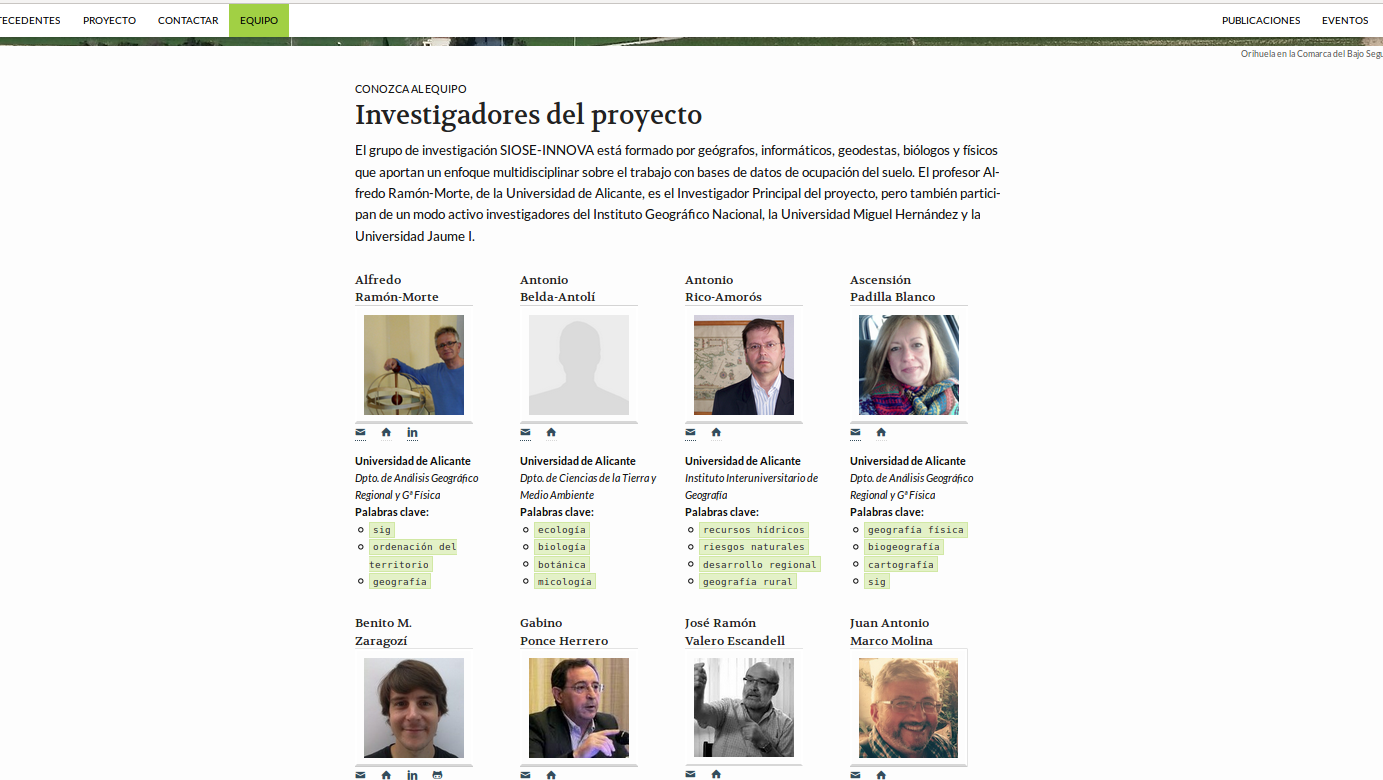 TECEDENTES PROYECTO CONTACTAR EQUIPO PUBLICACIONES EVENTOS
Orihuela en la Comarca del Bajo Segu
CONOZCA AL EQUIPO
Investigadores del proyecto
El grupo de investigación SIOSE-INNOVA está formado por geógrafos, informáticos, geodestas, biólogos y físicos
que aportan un enfoque multidisciplinar sobre el trabajo con bases de datos de ocupación del suelo. El profesor Al-
fredo Ramón-Morte, de la Universidad de Alicante, es el Investigador Principal del proyecto, pero también partici-
pan de un modo activo investigadores del Instituto Geográfico Nacional, la Universidad Miguel Hernández y la
Universidad Jaume I.
Alfredo
Ramón-Morte
Universidad de Alicante
Dpto. de Análisis Geográfico
Regional y Gª Física
Palabras clave:
sig
ordenación del
territorio
geografía
Antonio
Belda-Antolí
Universidad de Alicante
Dpto. de Ciencias de la Tierra y
Medio Ambiente
Palabras clave:
ecología
biología
botánica
micología
Antonio
Rico-Amorós
Universidad de Alicante
Instituto Interuniversitario de
Geografía
Palabras clave:
recursos hídricos
riesgos naturales
desarrollo regional
geografía rural
Ascensión
Padilla Blanco
Universidad de Alicante
Dpto. de Análisis Geográfico
Regional y Gª Física
Palabras clave:
geografía física
biogeografía
cartografía
sig
Benito M.
Zaragozí
Gabino
Ponce Herrero
José Ramón
Valero Escandell
Juan Antonio
Marco Molina